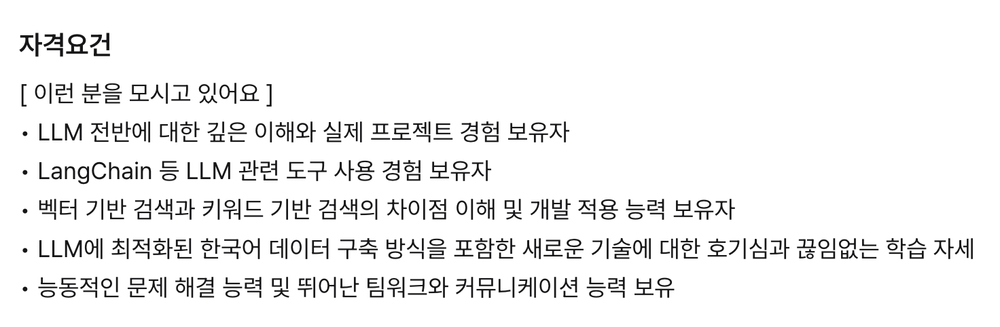 자격요건
[ 이런 분을 모시고 있어요 ]
• LLM 전반에 대한 깊은 이해와 실제 프로젝트 경험 보유자
• LangChain 등 LLM 관련 도구 사용 경험 보유자
• 벡터 기반 검색과 키워드 기반 검색의 차이점 이해 및 개발 적용 능력 보유자
• LLM에 최적화된 한국어 데이터 구축 방식을 포함한 새로운 기술에 대한 호기심과 끊임없는 학습 자세
• 능동적인 문제 해결 능력 및 뛰어난 팀워크와 커뮤니케이션 능력 보유